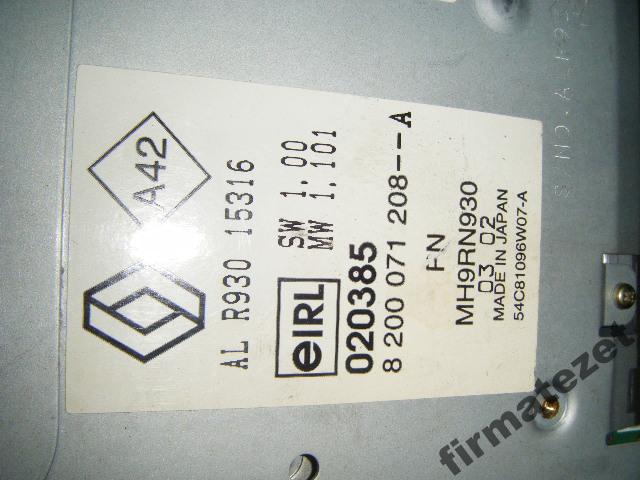 A42
AL R930 15316
SW 1.00
MW 1.101
eIRL
020385
8 200 071 208--A
FN
MH9RN930
03 02
MADE IN JAPAN
54C81096W07-A
firmatezet